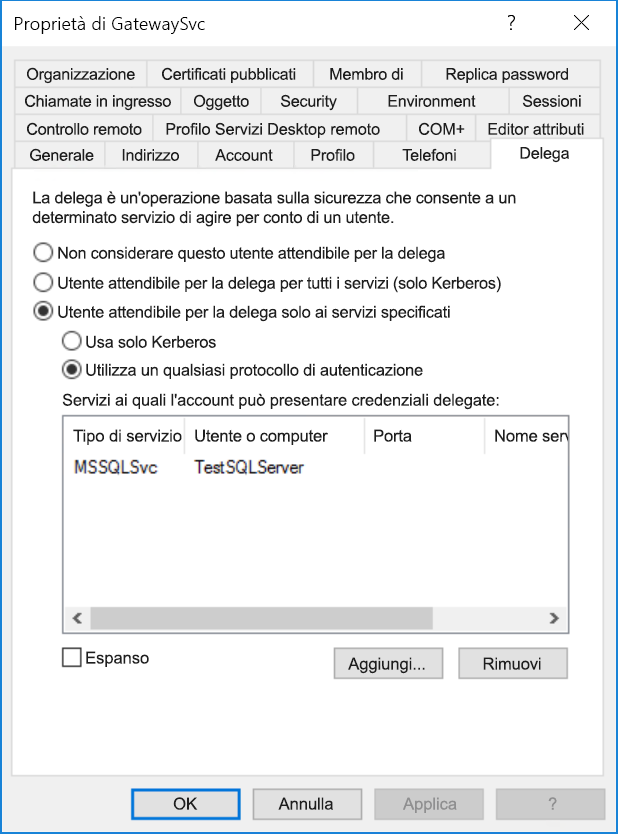 Proprietà di GatewaySvc ?
Organizzazione Certificati pubblicati Membro di Replica password
Chiamate in ingresso Oggetto Security Environment Sessioni
Controllo remoto Profilo Servizi Desktop remoto COM+ Editor attributi
Generale Indirizzo Account Profilo Telefoni Delega
La delega è un'operazione basata sulla sicurezza che consente a un
determinato servizio di agire per conto di un utente.
Non considerare questo utente attendibile per la delega
Utente attendibile per la delega per tutti i servizi (solo Kerberos)
Utente attendibile per la delega solo ai servizi specificati
Usa solo Kerberos
Utilizza un qualsiasi protocollo di autenticazione
Servizi ai quali l'account può presentare credenziali delegate:
Tipo di servizio Utente o computer Porta Nome serv
MSSQLSvc TestSQLServer
Espanso Aggiungi... Rimuovi
OK Annulla Applica ?